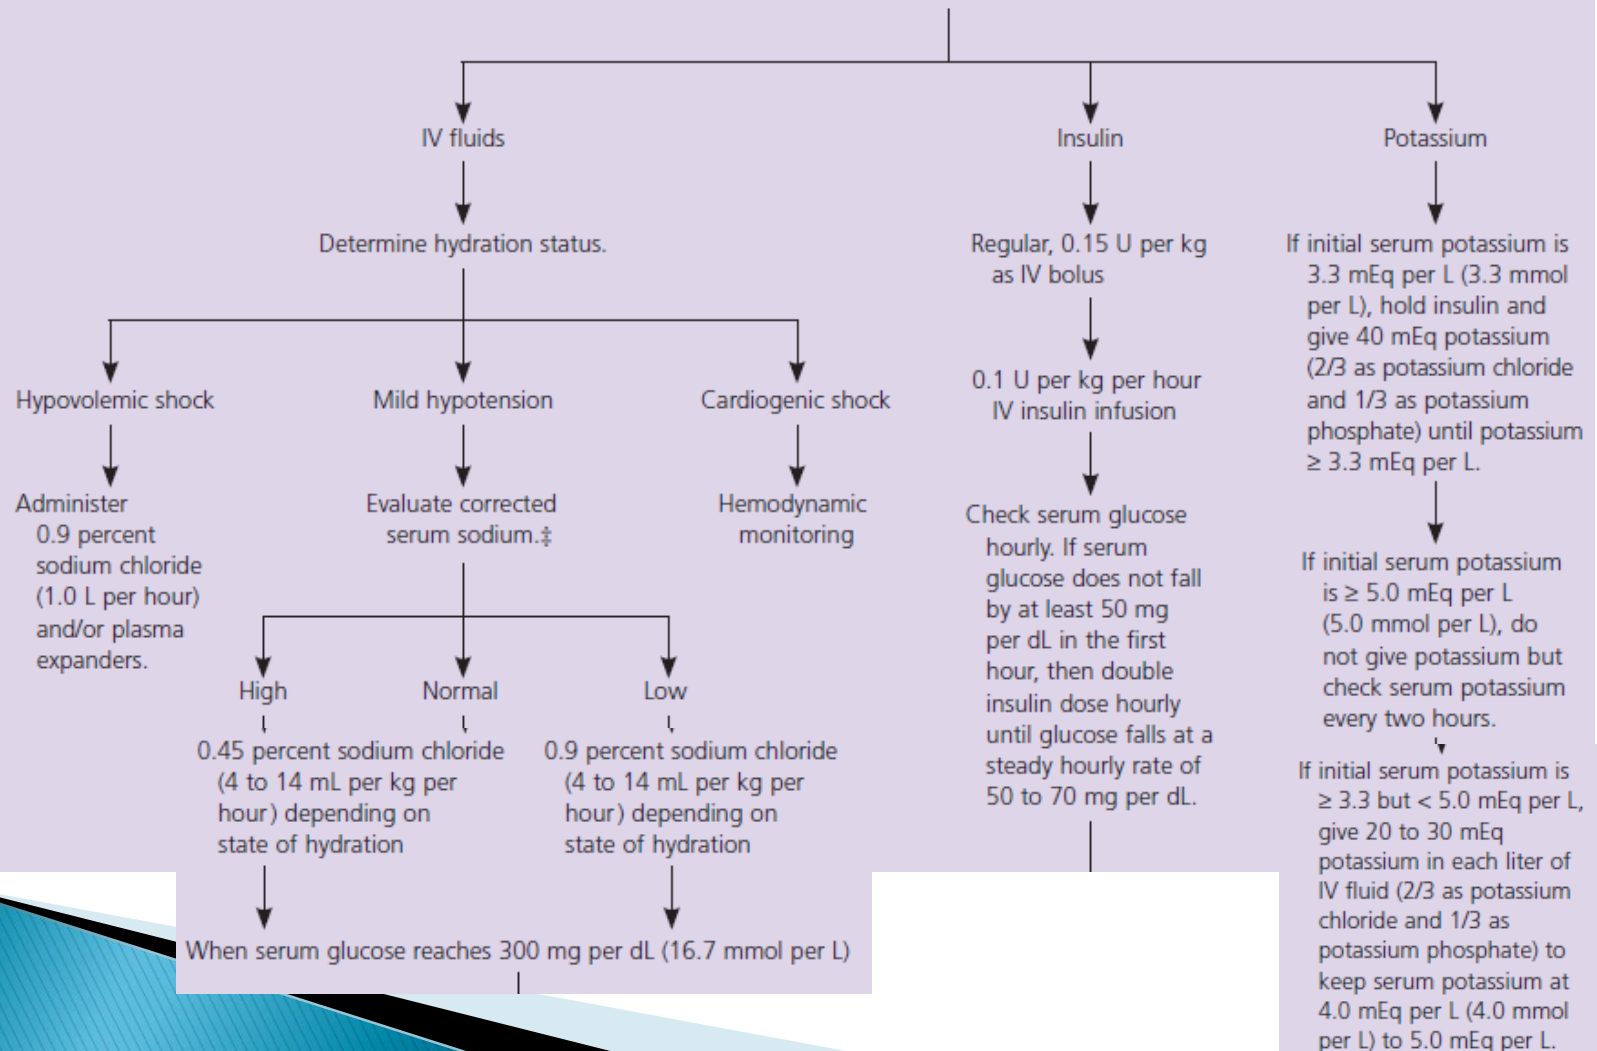 IV fluids
Determine hydration status.
Hypovolemic shock
Administer
0.9 percent
sodium chloride
(1.0 L per hour)
and/or plasma
expanders.
Mild hypotension
Evaluate corrected
serum sodium.‡
High
Normal
0.45 percent sodium chloride
(4 to 14 mL per kg per
hour) depending on
state of hydration
Low
0.9 percent sodium chloride
(4 to 14 mL per kg per
hour) depending on
state of hydration
When serum glucose reaches 300 mg per dL (16.7 mmol per L)
Cardiogenic shock
Hemodynamic
monitoring
Insulin
Regular, 0.15 U per kg
as IV bolus
0.1 U per kg per hour
IV insulin infusion
Check serum glucose
hourly. If serum
glucose does not fall
by at least 50 mg
per dL in the first
hour, then double
insulin dose hourly
until glucose falls at a
steady hourly rate of
50 to 70 mg per dL.
Potassium
If initial serum potassium is
3.3 mEq per L (3.3 mmol
per L), hold insulin and
give 40 mEq potassium
(2/3 as potassium chloride
and 1/3 as potassium
phosphate) until potassium
≥ 3.3 mEq per L.
If initial serum potassium
is ≥ 5.0 mEq per L
(5.0 mmol per L), do
not give potassium but
check serum potassium
every two hours.
If initial serum potassium is
≥ 3.3 but < 5.0 mEq per L,
give 20 to 30 mEq
potassium in each liter of
IV fluid (2/3 as potassium
chloride and 1/3 as
potassium phosphate) to
keep serum potassium at
4.0 mEq per L (4.0 mmol
per L) to 5.0 mEq per L.